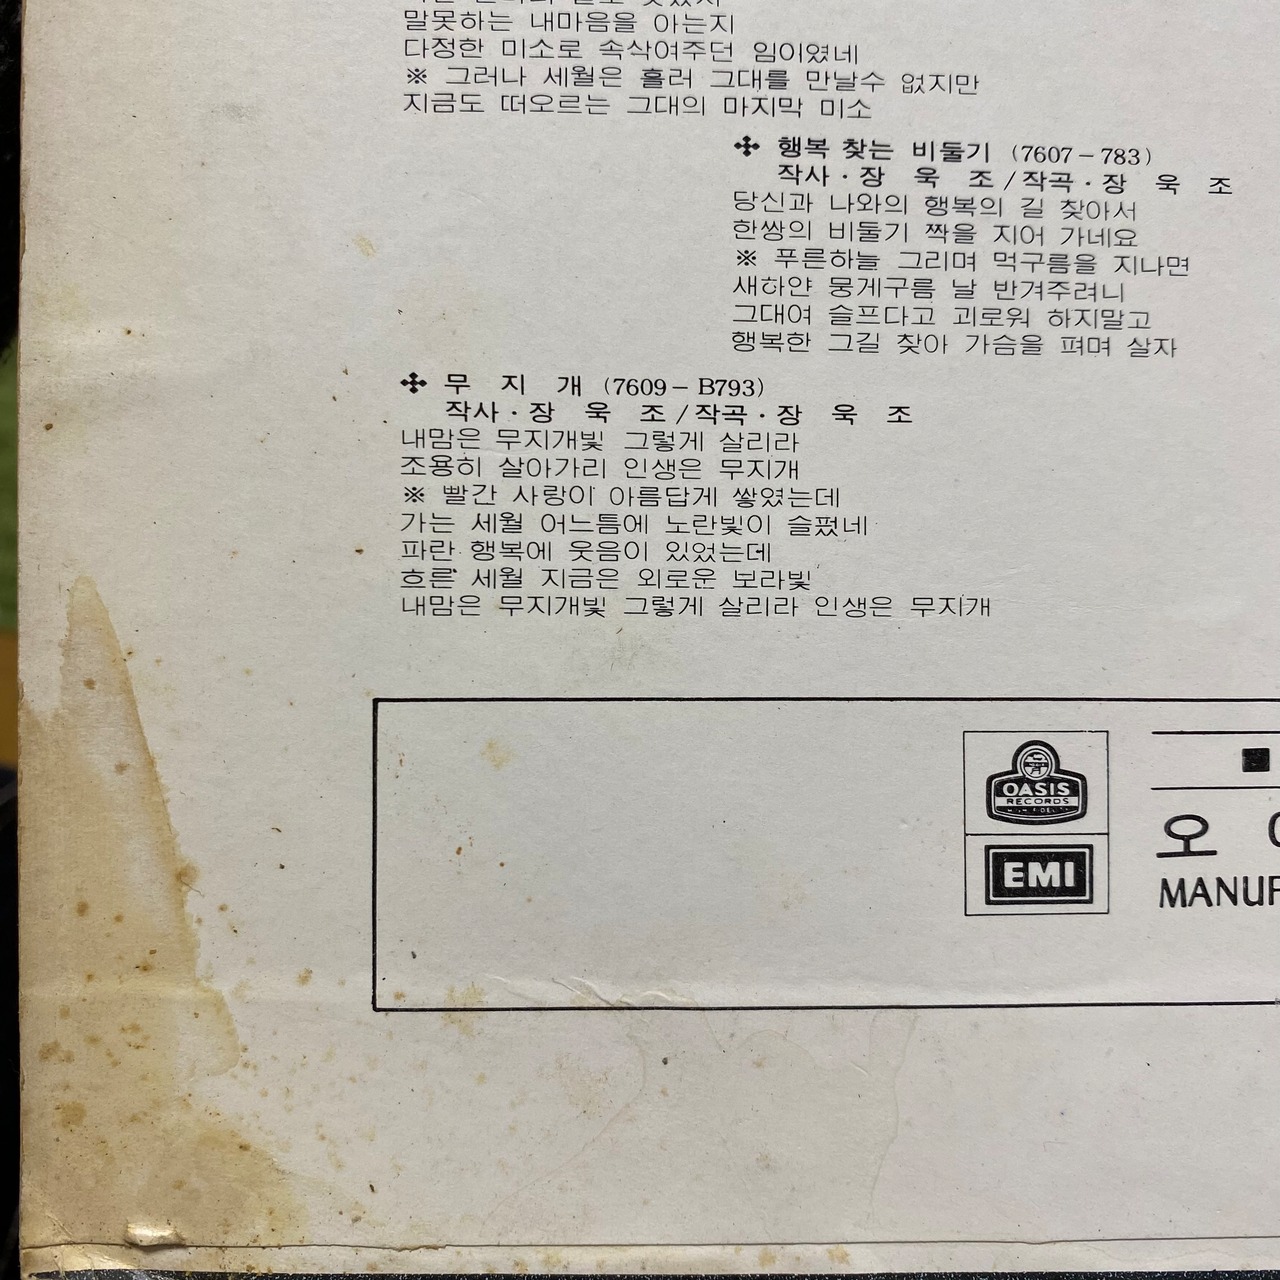 말못하는 내마음을 아는지
다정한 미소로 속삭여주던 임이였네
※ 그러나 세월은 흘러 그대를 만날수 없지만
지금도 떠오르는 그대의 마지막 미소
✣ 행복 찾는 비둘기 (7607-783)
작사·장 욱 조/작곡·장 욱 조
당신과 나와의 행복의 길 찾아서
한쌍의 비둘기 짝을 지어 가네요
※ 푸른하늘 그리며 먹구름을 지나면
새하얀 뭉게구름 날 반겨주려니
그대여 슬프다고 괴로워 하지말고
행복한 그길 찾아 가슴을 펴며 살자
✣ 무 지 개 (7609-B793)
작사·장 욱 조/작곡·장 욱 조
내맘은 무지개빛 그렇게 살리라
조용히 살아가리 인생은 무지개
※ 빨간 사랑이 아름답게 쌓였는데
가는 세월 어느틈에 노란빛이 슬펐네
파란 행복에 웃음이 있었는데
흐른 세월 지금은 외로운 보라빛
내맘은 무지개빛 그렇게 살리라 인생은 무지개
OASIS
RECORDS
EMI
■
오
MANUF